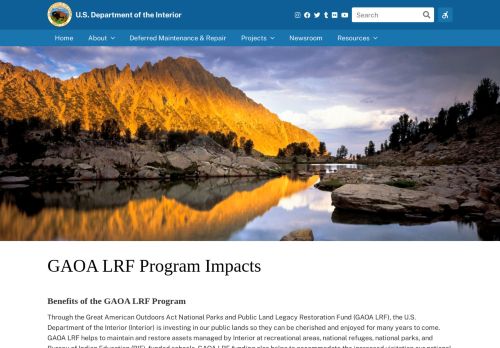 U.S. Department of the Interior
Search
Home About Deferred Maintenance & Repair Projects Newsroom Resources
GAOA LRF Program Impacts
Benefits of the GAOA LRF Program
Through the Great American Outdoors Act National Parks and Public Land Legacy Restoration Fund (GAOA LRF), the U.S.
Department of the Interior (Interior) is investing in our public lands so they can be cherished and enjoyed for many years to come.
GAOA LRF helps to maintain and restore assets managed by Interior at recreational areas, national refuges, national parks, and